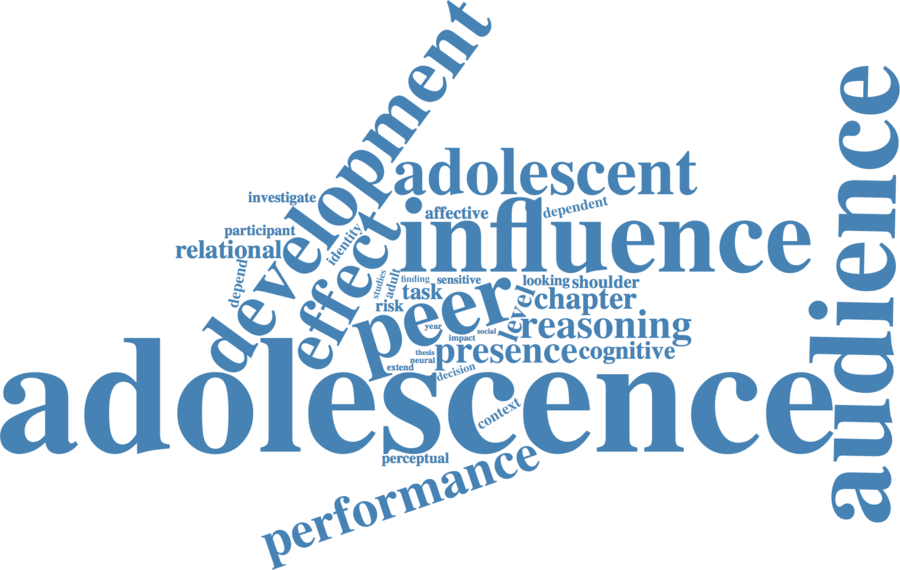 development
adolescent
audience
investigate
affective
dependent
influence
participant
identity
relational
effect
depend
studies
adult
finding
sensitive
looking
shoulder
task
peer
level
chapter
risk
year
social
reasoning
impact
presence
cognitive
thesis
neural
extend
decision
adolescence
context
perceptual
performance